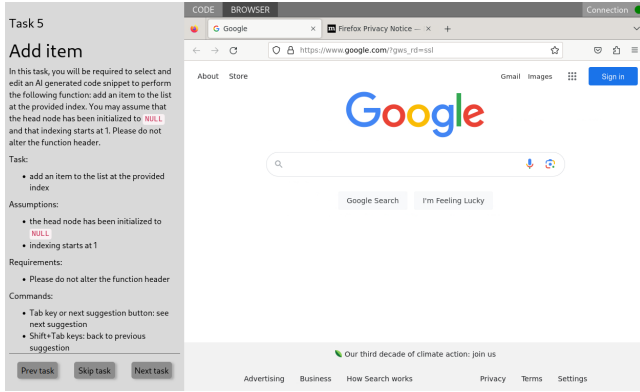 Task 5
Add item
In this task, you will be required to select and
edit an AI generated code snippet to rperform
the following function: add an item to the list
at the provided index. You may assume that
the head node has been initialized to NULL
and that indexing starts at 1. Please do not
alter the function header.
Task:
• add an item to the list at the provided
index
Assumptions:
• the head node has been initialized to
NULL
• indexing starts at 1
Requirements:
• Please do not alter the function header
Commands:
• Tab key or next suggestion button: see
next suggestion
• Shift+Tab keys: back to previous
suggestion
Prev task Skip task Next task
CODE BROWSER Connection
G Google × m Firefox Privacy Notice — × +
https://www.google.com/?gws_rd=ssl
About Store Gmail Images Sign in
Google
Google Search I'm Feeling Lucky
Our third decade of climate action: join us
Advertising Business How Search works Privacy Terms Settings